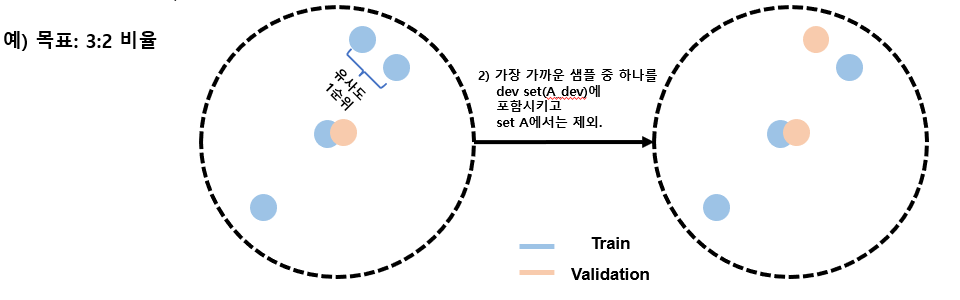 예) 목표: 3:2 비율
유사도
1순위
2) 가장 가까운 샘플 중 하나를
dev set(A_dev)에
포함시키고
set A에서는 제외.
Train
Validation